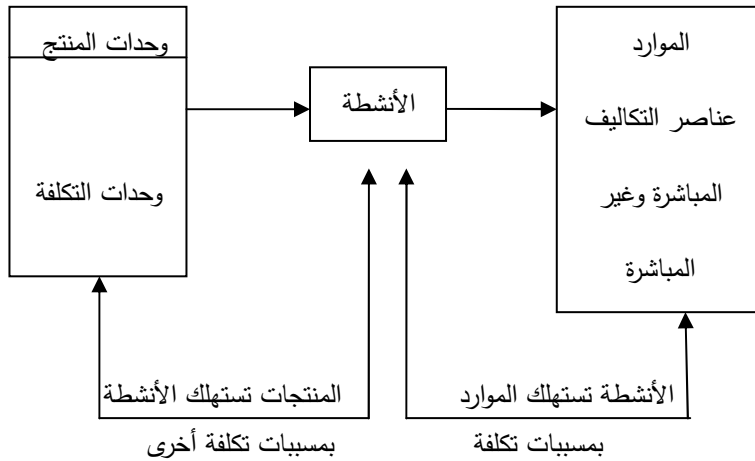 الموارد
عناصر التكاليف
المباشرة وغير
المباشرة
الأنشطة
وحدات المنتج
وحدات التكلفة
الأنشطة تستهلك الموارد
بمسببات تكلفة
المنتجات تستهلك الأنشطة
بمسببات تكلفة أخرى